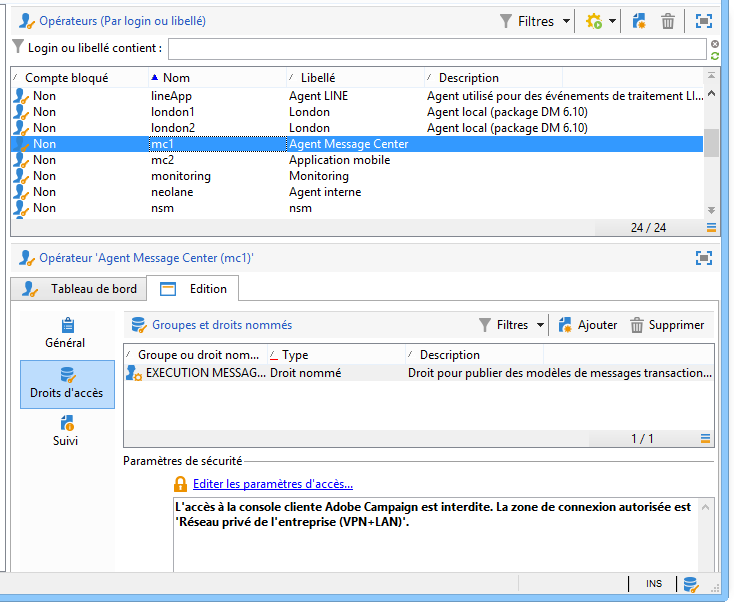 Opérateurs (Par login ou libellé)
Filtres
Login ou libellé contient :
Compte bloqué Nom Libellé Description
Non lineApp Agent LINE Agent utilisé pour des événements de traitement LI...
Non london1 London Agent local (package DM 6.10)
Non london2 London Agent local (package DM 6.10)
Non mc1 Agent Message Center
Non mc2 Application mobile
Non monitoring Monitoring
Non neolane Agent interne
Non nsm nsm
24 / 24
Opérateur 'Agent Message Center (mc1)'
Tableau de bord Edition
Général
Droits d'accès
Suivi
Groupes et droits nommés Filtres Ajouter Supprimer
Groupe ou droit nom... Type Description
EXECUTION MESSAG... Droit nommé Droit pour publier des modèles de messages transaction...
1 / 1
Paramètres de sécurité
Editer les paramètres d'accès...
L'accès à la console cliente Adobe Campaign est interdite. La zone de connexion autorisée est
'Réseau privé de l'entreprise (VPN+LAN)'.
INS